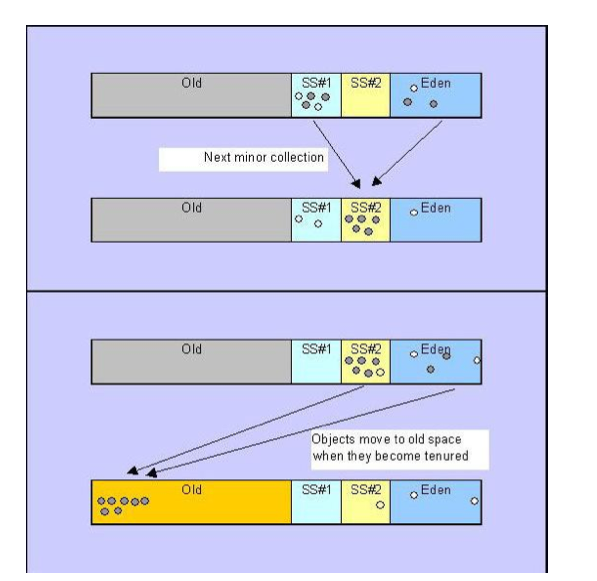 Old SS#1 SS#2 Eden
Next minor collection
Old SS#1 SS#2 Eden
Old SS#1 SS#2 Eden
Objects move to old space
when they become tenured
Old SS#1 SS#2 Eden